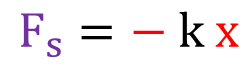 Fₛ = − k x